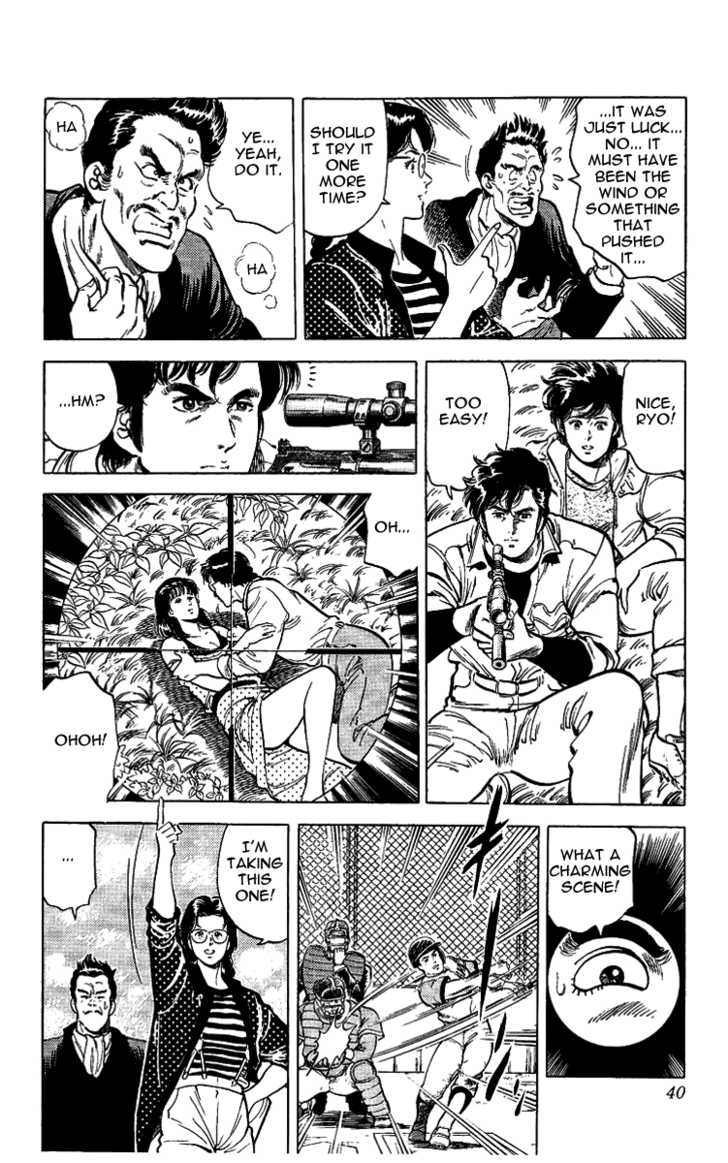 ...IT WAS
JUST LUCK...
NO... IT
MUST HAVE
BEEN THE
WIND OR
SOMETHING
THAT
PUSHED
IT...
SHOULD
I TRY IT
ONE
MORE
TIME?
YE...
YEAH,
DO IT.
HA
HA
NICE,
RYO!
TOO
EASY!
...HM?
OH...
OHOH!
WHAT A
CHARMING
SCENE!
I'M
TAKING
THIS
ONE!
...
40